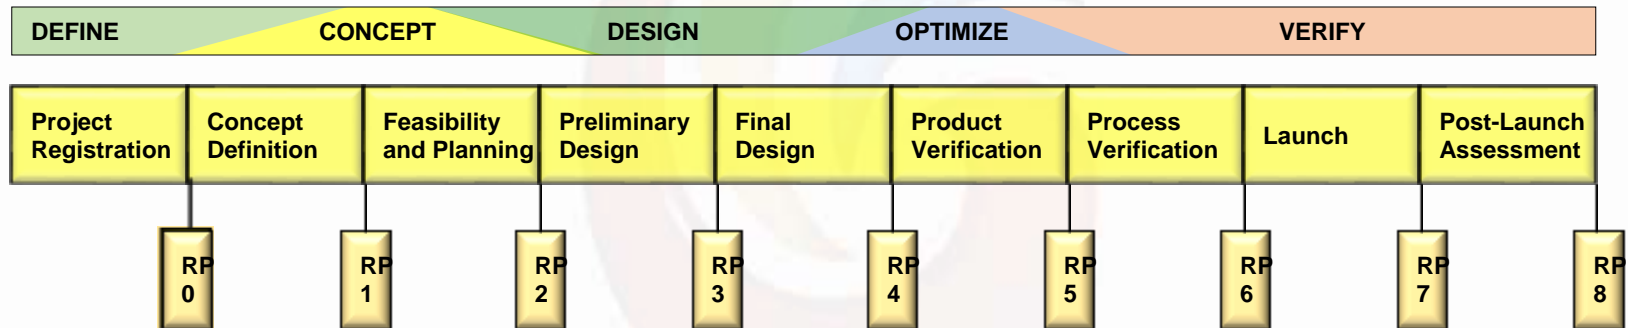 DEFINE CONCEPT DESIGN OPTIMIZE VERIFY
Project
Registration
Concept
Definition
Feasibility
and Planning
Preliminary
Design
Final
Design
Product
Verification
Process
Verification
Launch
Post-Launch
Assessment
RP
0
RP
1
RP
2
RP
3
RP
4
RP
5
RP
6
RP
7
RP
8